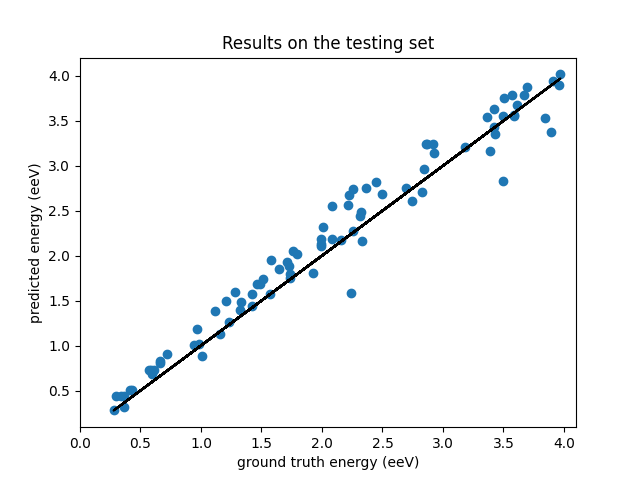 Results on the testing set
4.0
3.5
3.0
2.5
2.0
1.5
1.0
0.5
predicted energy (eeV)
0.0 0.5 1.0 1.5 2.0 2.5 3.0 3.5 4.0
ground truth energy (eeV)